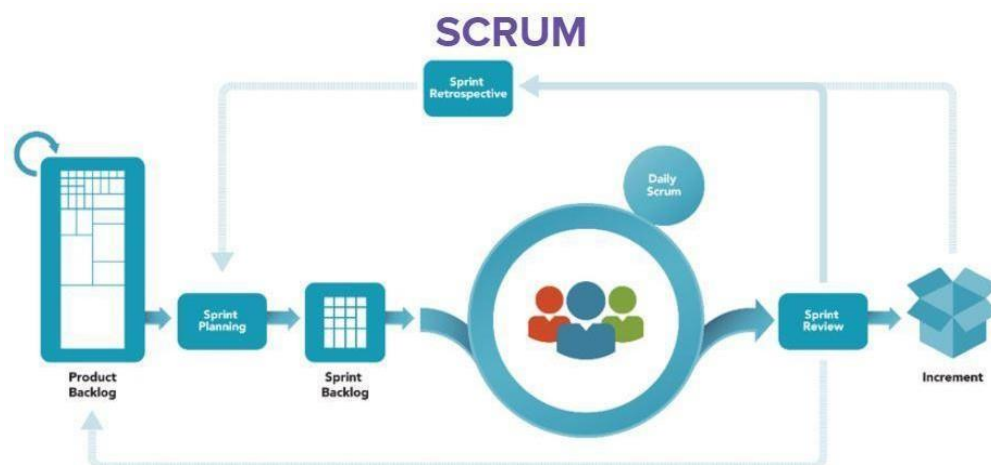 SCRUM
Sprint
Retrospective
Daily
Scrum
Sprint
Planning
Sprint
Review
Product
Backlog
Sprint
Backlog
Increment